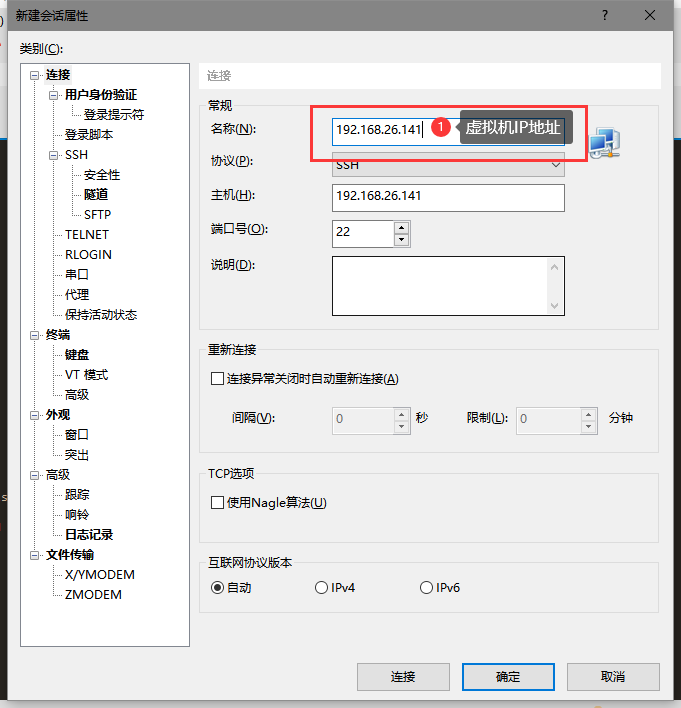 新建会话属性
?
类别(C):
连接
用户身份验证
登录提示符
登录脚本
SSH
安全性
隧道
SFTP
TELNET
RLOGIN
串口
代理
保持活动状态
终端
键盘
VT 模式
高级
外观
窗口
突出
高级
跟踪
响铃
日志记录
文件传输
X/YMODEM
ZMODEM
连接
常规
名称(N): 192.168.26.141 1 虚拟机IP地址
协议(P): SSH
主机(H): 192.168.26.141
端口号(O): 22
说明(D):
重新连接
连接异常关闭时自动重新连接(A)
间隔(V): 0 秒 限制(L): 0 分钟
TCP选项
使用Nagle算法(U)
互联网协议版本
自动 IPv4 IPv6
连接 确定 取消